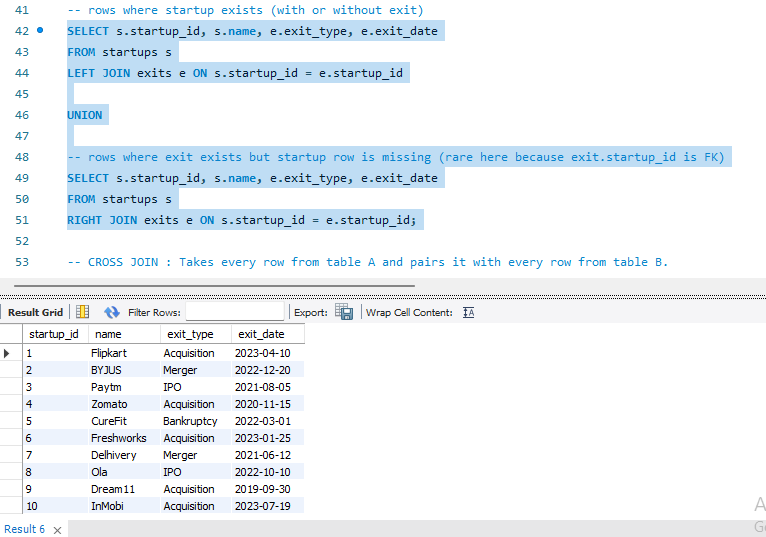 41 -- rows where startup exists (with or without exit)
42 SELECT s.startup_id, s.name, e.exit_type, e.exit_date
43 FROM startups s
44 LEFT JOIN exits e ON s.startup_id = e.startup_id
45
46 UNION
47
48 -- rows where exit exists but startup row is missing (rare here because exit.startup_id is FK)
49 SELECT s.startup_id, s.name, e.exit_type, e.exit_date
50 FROM startups s
51 RIGHT JOIN exits e ON s.startup_id = e.startup_id;
52
53 -- CROSS JOIN : Takes every row from table A and pairs it with every row from table B.
Result Grid Filter Rows: Export: Wrap Cell Content: IA
startup_id name exit_type exit_date
1 Flipkart Acquisition 2023-04-10
2 BYJUS Merger 2022-12-20
3 Paytm IPO 2021-08-05
4 Zomato Acquisition 2020-11-15
5 CureFit Bankruptcy 2022-03-01
6 Freshworks Acquisition 2023-01-25
7 Delhivery Merger 2021-06-12
8 Ola IPO 2022-10-10
9 Dream11 Acquisition 2019-09-30
10 InMobi Acquisition 2023-07-19
Result 6